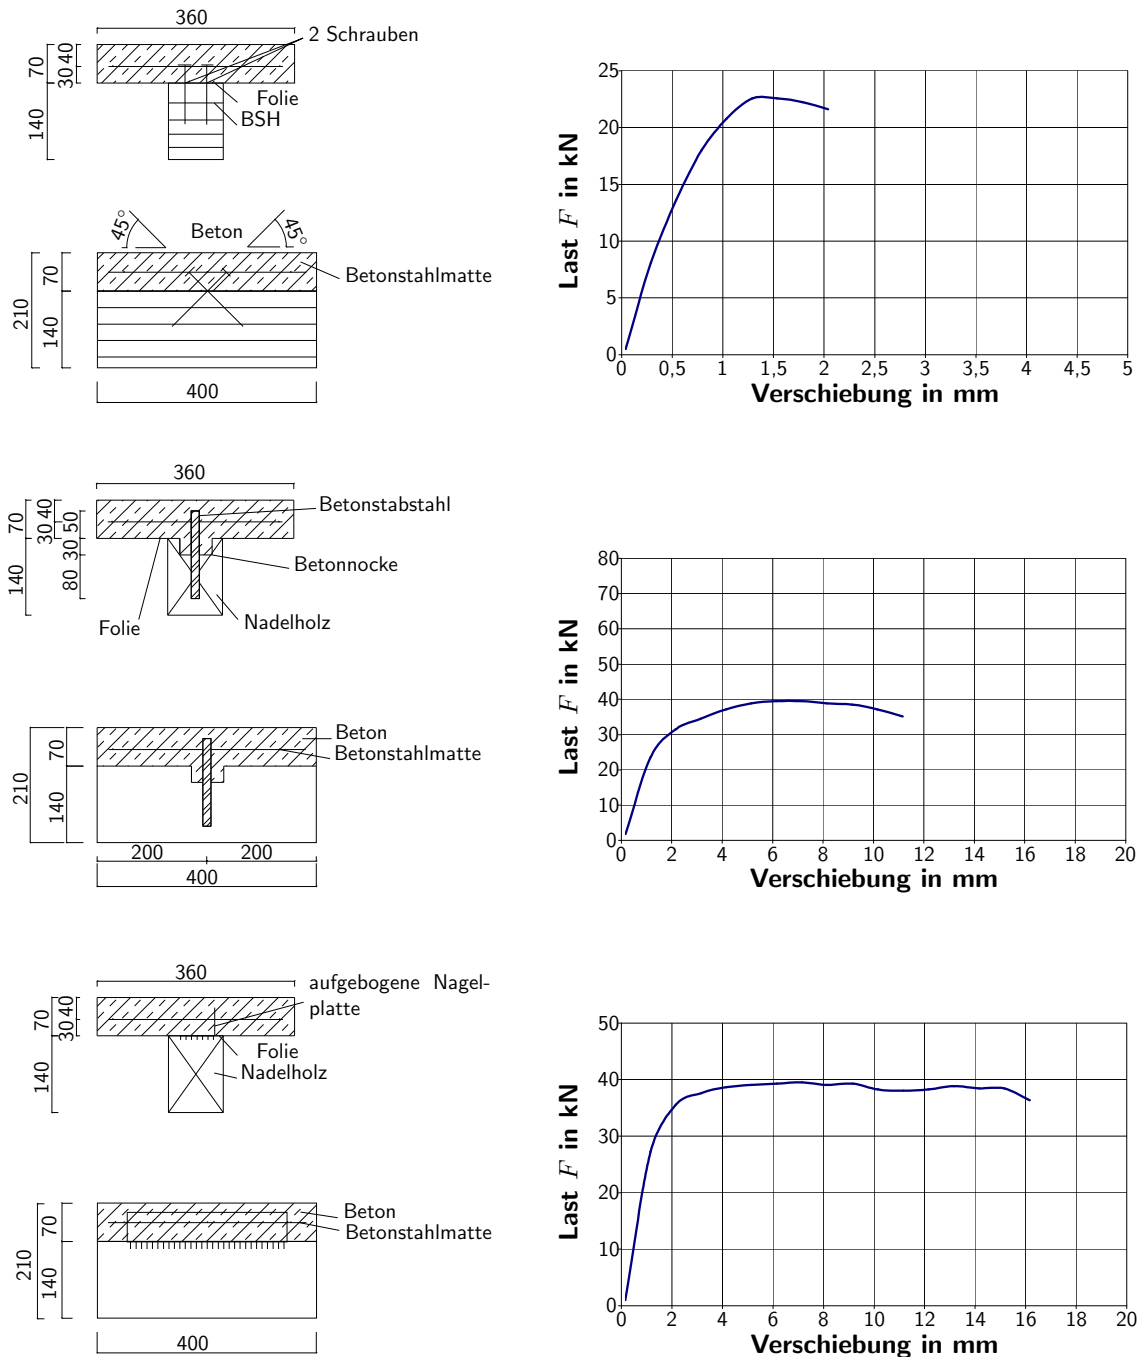 360
2 Schrauben
70
40
30
Folie
BSH
140
45°
Beton
45°
70
Betonstahlmatte
210
140
400
25
20
15
10
5
0
0 0,5 1 1,5 2 2,5 3 3,5 4 4,5 5
Last F in kN
Verschiebung in mm
360
70
40
30
50
30
80
140
Betonstabstahl
Betonnocke
Folie
Nadelholz
Beton
Betonstahlmatte
70
210
140
200 200
400
80
70
60
50
40
30
20
10
0
0 2 4 6 8 10 12 14 16 18 20
Last F in kN
Verschiebung in mm
360
aufgebogene Nagel-
platte
70
40
30
Folie
Nadelholz
140
Beton
Betonstahlmatte
70
210
140
400
50
40
30
20
10
0
0 2 4 6 8 10 12 14 16 18 20
Last F in kN
Verschiebung in mm